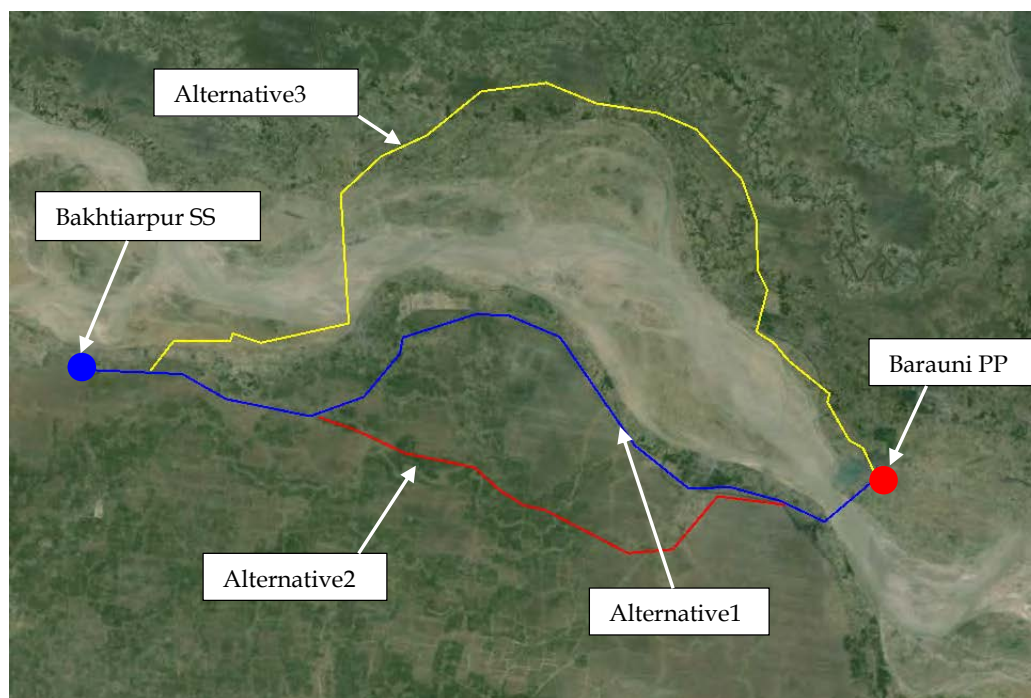 Alternative3
Bakhtiarpur SS
Barauni PP
Alternative2
Alternative1